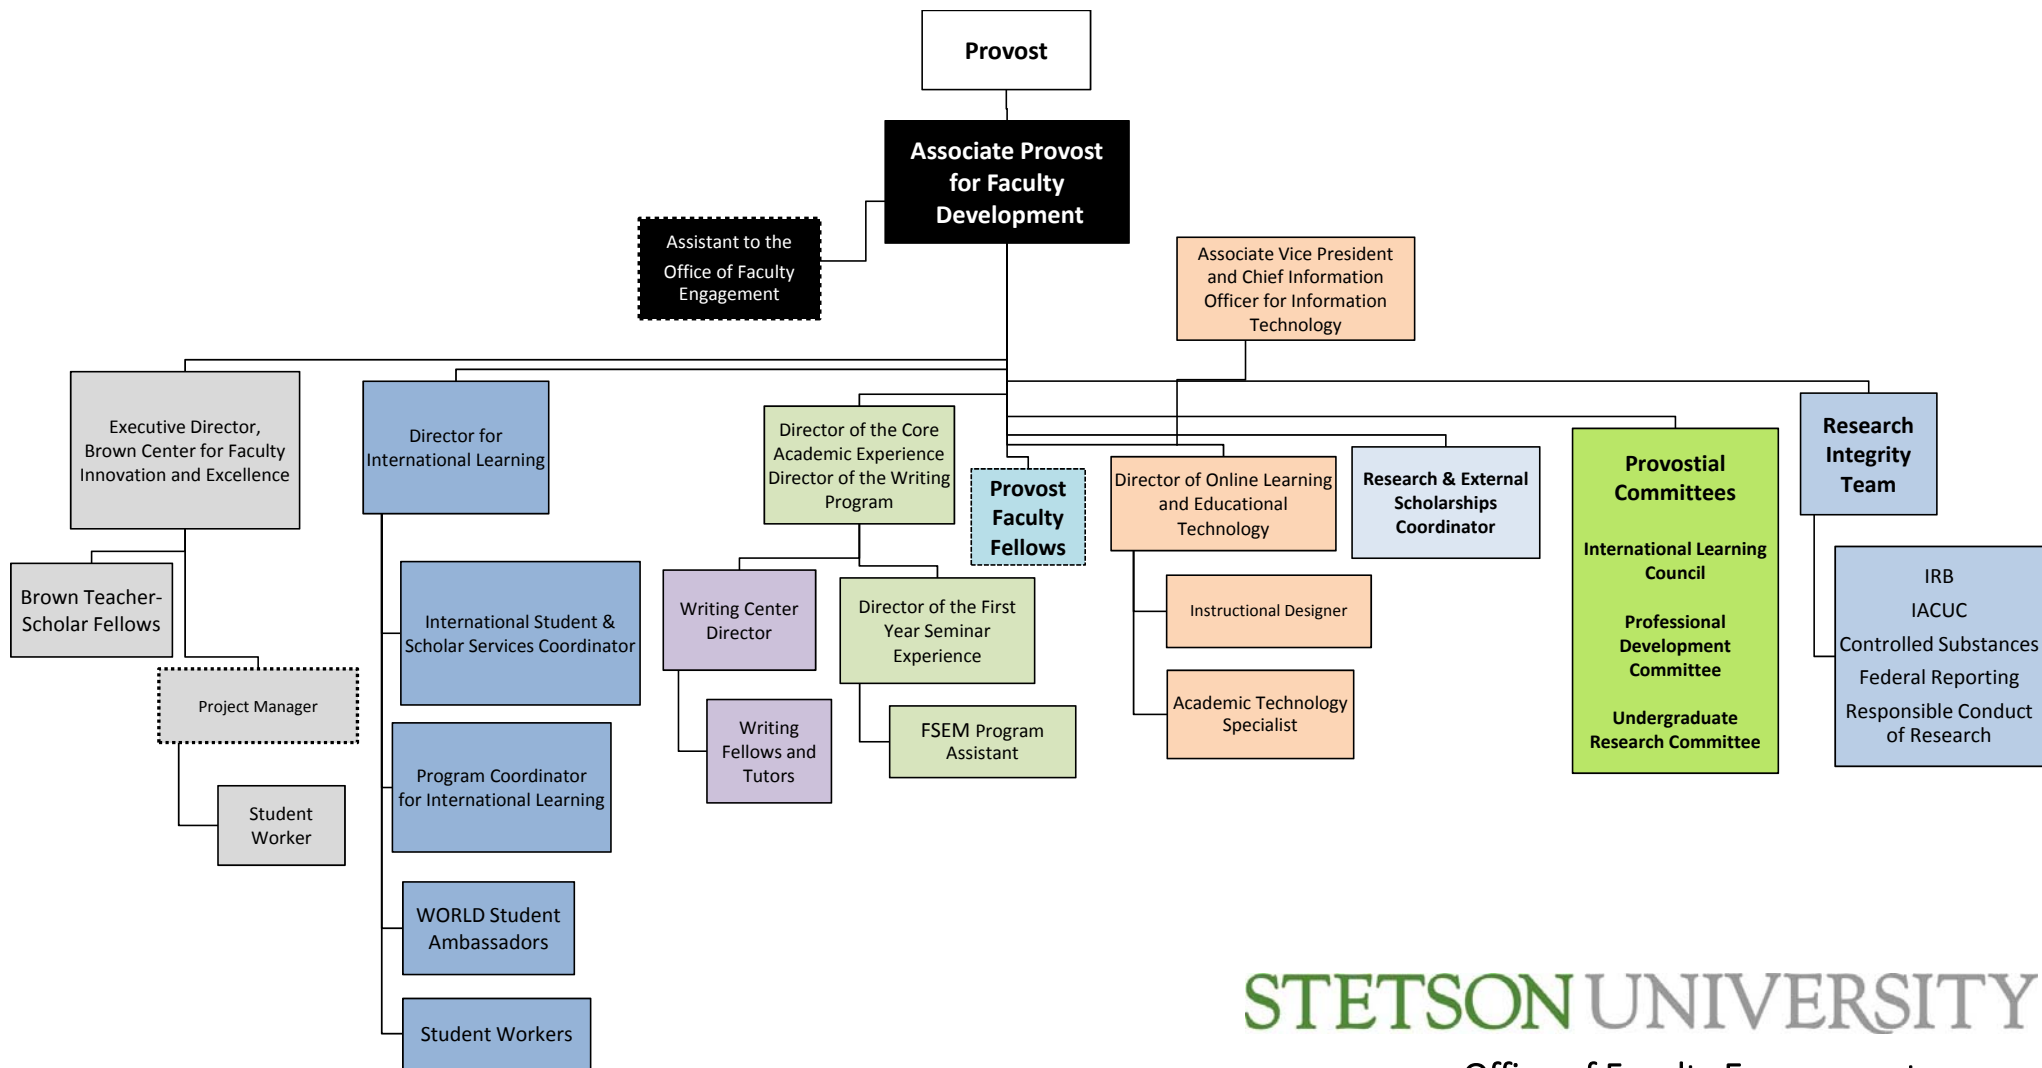 Provost
Associate Provost
for Faculty
Development
Assistant to the
Office of Faculty
Engagement
Associate Vice President
and Chief Information
Officer for Information
Technology
Executive Director,
Brown Center for Faculty
Innovation and Excellence
Director for
International Learning
Director of the Core
Academic Experience
Director of the Writing
Program
Provost
Faculty
Fellows
Director of Online Learning
and Educational
Technology
Research & External
Scholarships
Coordinator
Provostial
Committees
International Learning
Council
Professional
Development
Committee
Undergraduate
Research Committee
Research
Integrity
Team
Brown Teacher-
Scholar Fellows
Project Manager
Student
Worker
International Student &
Scholar Services Coordinator
Program Coordinator
for International Learning
WORLD Student
Ambassadors
Student Workers
Writing Center
Director
Writing
Fellows and
Tutors
Director of the First
Year Seminar
Experience
FSEM Program
Assistant
Instructional Designer
Academic Technology
Specialist
IRB
IACUC
Controlled Substances
Federal Reporting
Responsible Conduct
of Research
STETSON UNIVERSITY
Office of Faculty Engagement